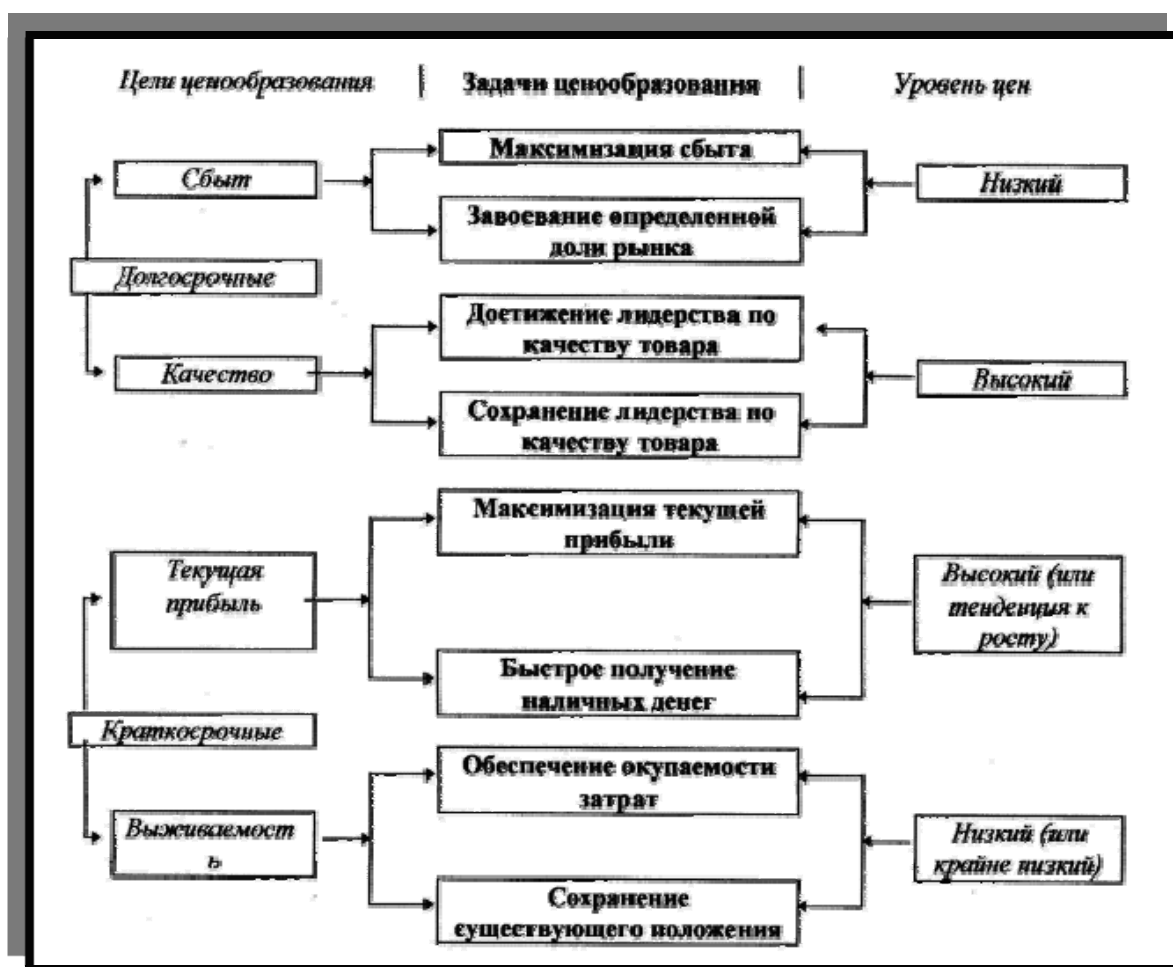 Цели ценообразования
Задачи ценообразования
Уровень цен
Сбыт
Максимизация сбыта
Низкий
Завоевание определенной
доли рынка
Долгосрочные
Достижение лидерства по
качеству товара
Качество
Высокий
Сохранение лидерства по
качеству товара
Максимизация текущей
прибыли
Текущая
прибыль
Высокий (или
тенденция к
росту)
Быстрое получение
наличных денег
Краткосрочные
Обеспечение окупаемости
затрат
Выживаемост
ь
Низкий (или
крайне низкий)
Сохранение
существующего положения